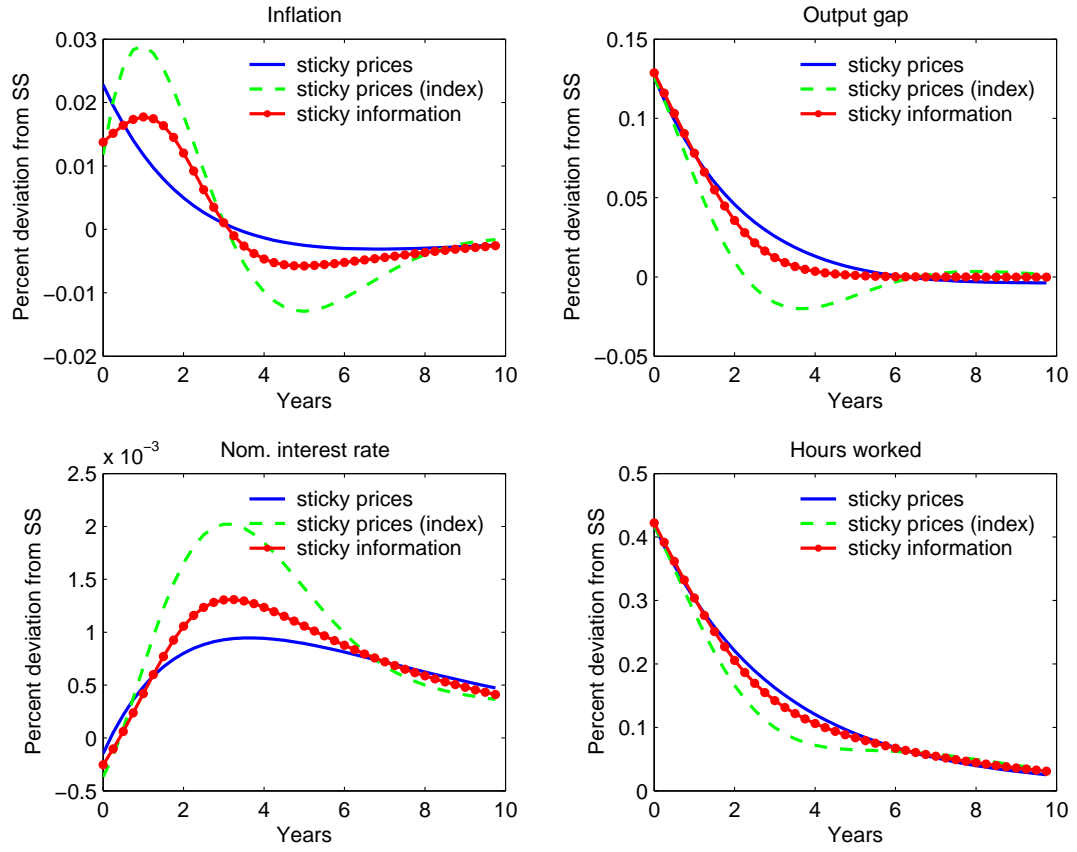 Inflation
Percent deviation from SS
0.03
0.02
0.01
0
−0.01
−0.02
0 2 4 6 8 10
Years
sticky prices
sticky prices (index)
sticky information
Output gap
Percent deviation from SS
0.15
0.1
0.05
0
−0.05
0 2 4 6 8 10
Years
sticky prices
sticky prices (index)
sticky information
Nom. interest rate
x 10−3
Percent deviation from SS
2.5
2
1.5
1
0.5
0
−0.5
0 2 4 6 8 10
Years
sticky prices
sticky prices (index)
sticky information
Hours worked
Percent deviation from SS
0.5
0.4
0.3
0.2
0.1
0
0 2 4 6 8 10
Years
sticky prices
sticky prices (index)
sticky information